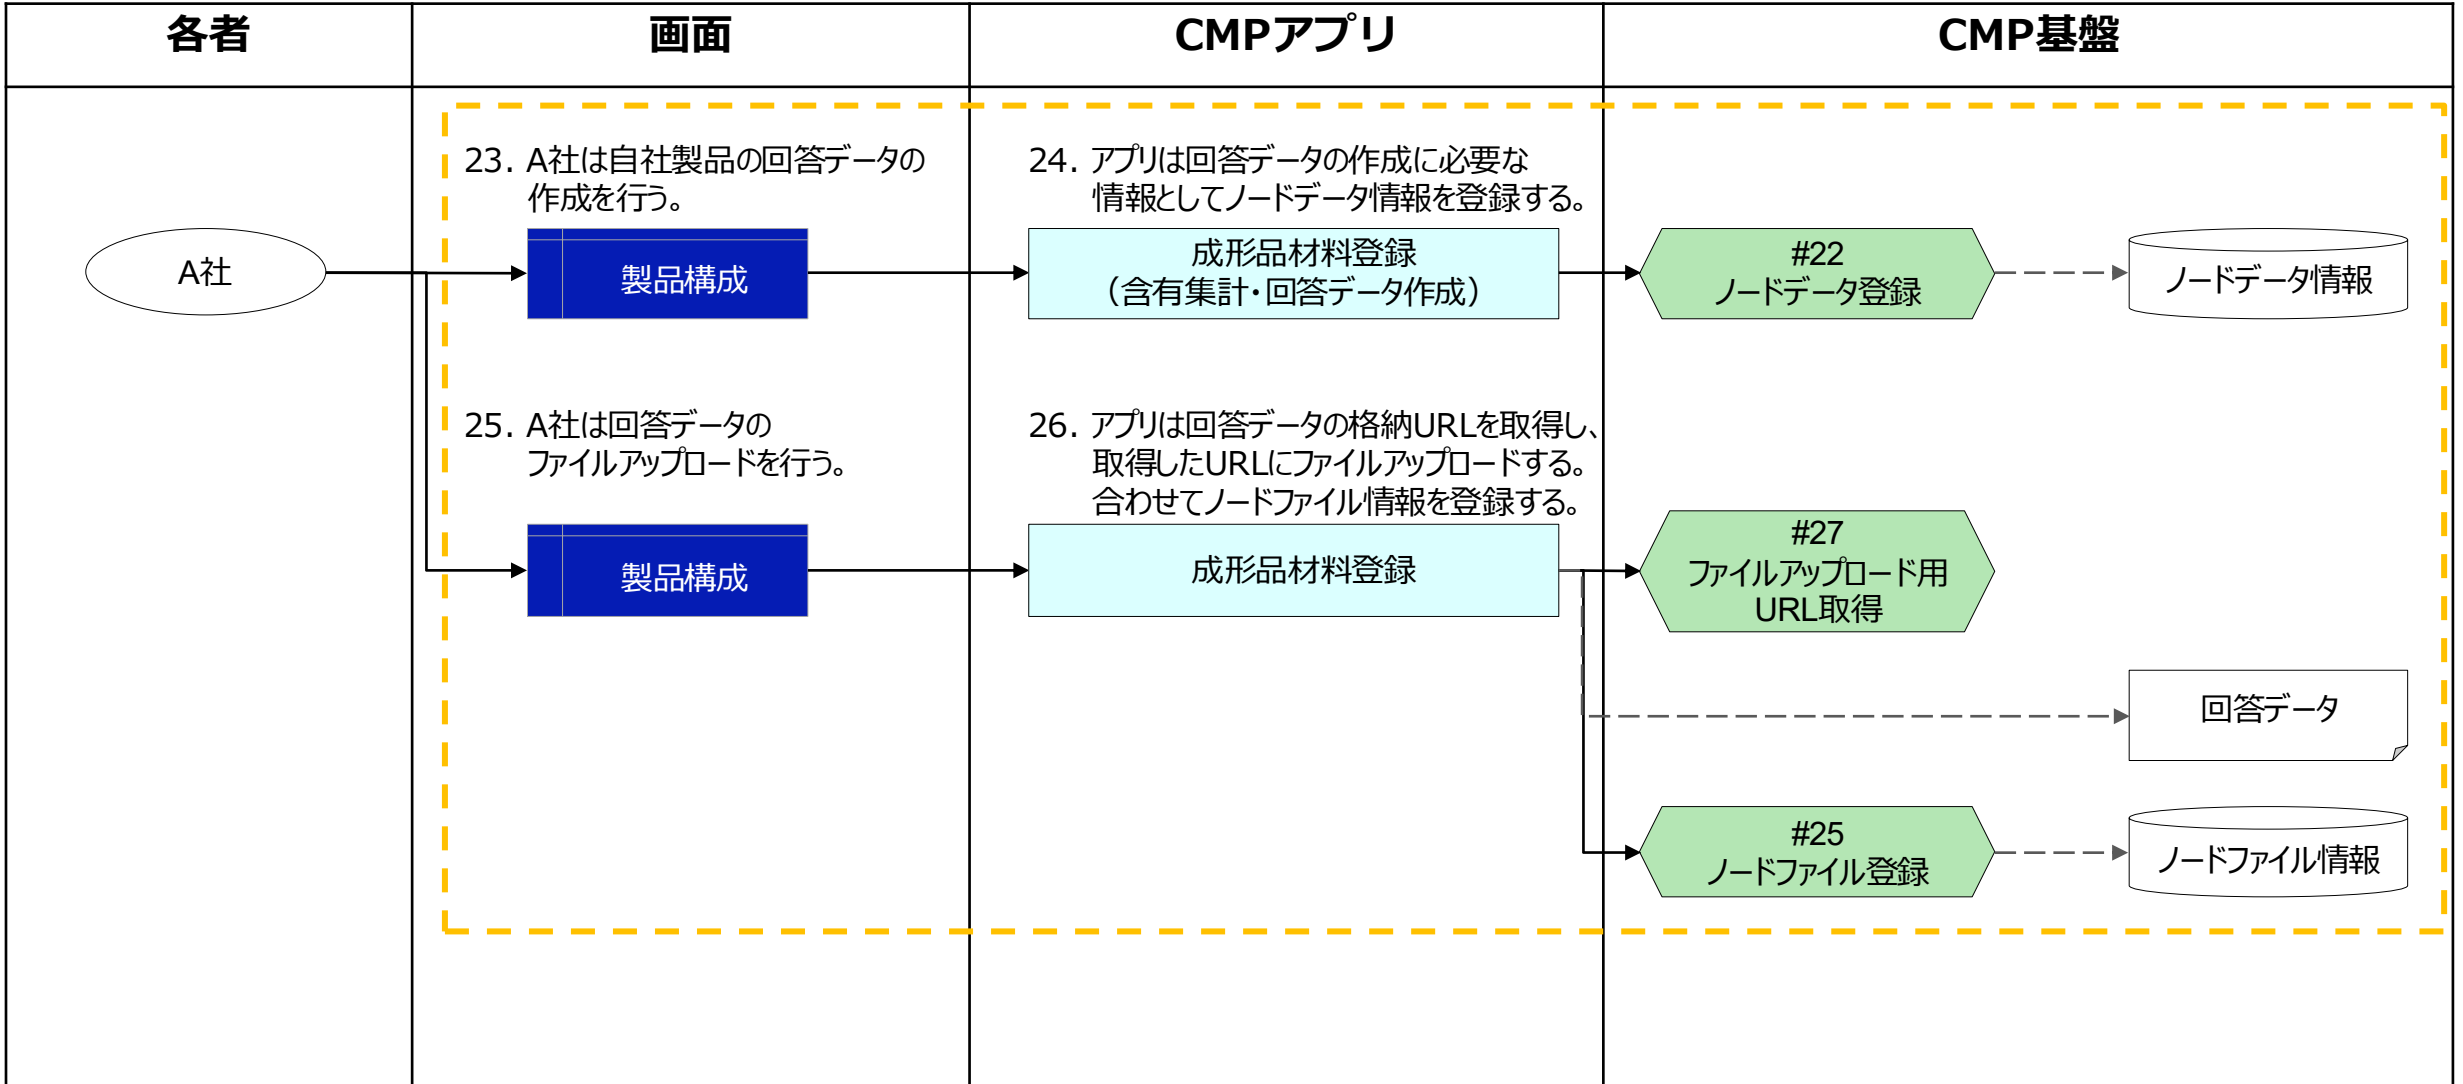 各者
画面
CMPアプリ
CMP基盤
23. A社は自社製品の回答データの
作成を行う。
24. アプリは回答データの作成に必要な
情報としてノードデータ情報を登録する。
A社
製品構成
成形品材料登録
（含有集計・回答データ作成）
#22
ノードデータ登録
ノードデータ情報
25. A社は回答データの
ファイルアップロードを行う。
26. アプリは回答データの格納URLを取得し、
取得したURLにファイルアップロードする。
合わせてノードファイル情報を登録する。
製品構成
成形品材料登録
#27
ファイルアップロード用
URL取得
回答データ
#25
ノードファイル登録
ノードファイル情報